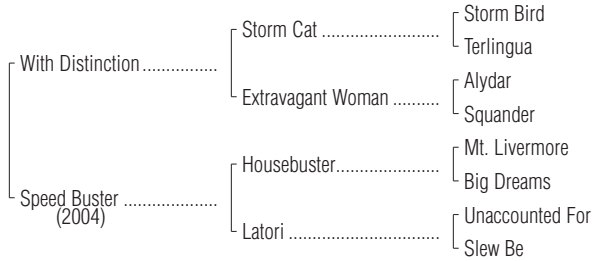 Storm Bird
Storm Cat ........................
Terlingua
With Distinction ...............
Alydar
Extravagant Woman ..........
Squander
Mt. Livermore
Housebuster .....................
Big Dreams
Speed Buster ...................
(2004)
Unaccounted For
Latori ...............................
Slew Be